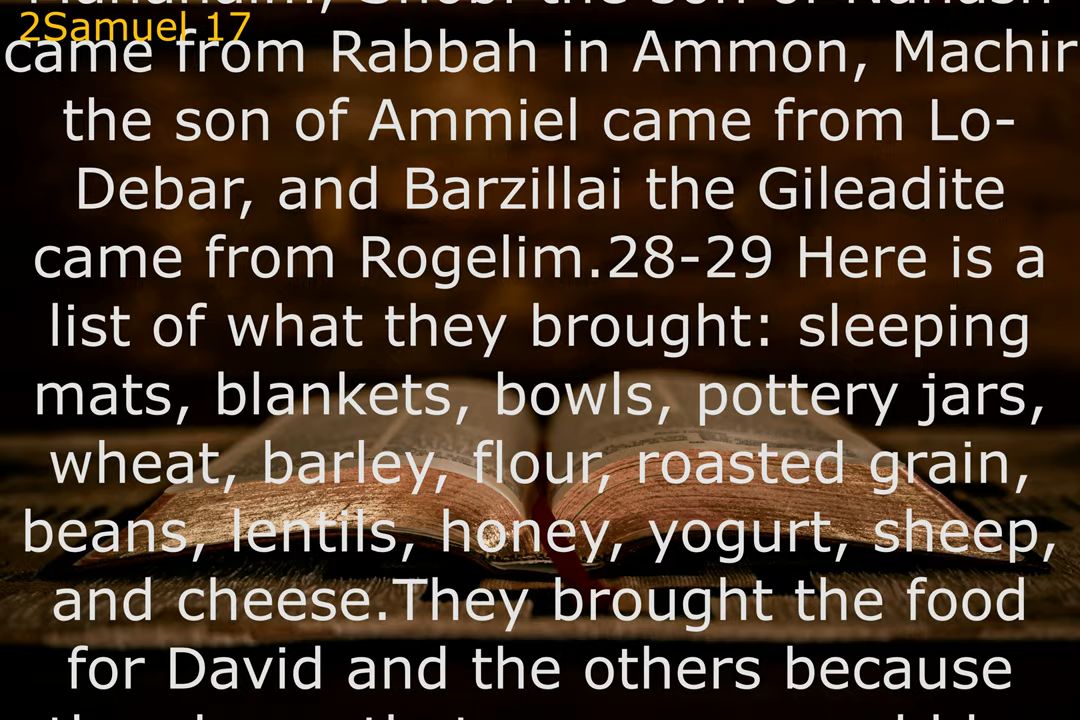 2Samuel 17
came from Rabbah in Ammon, Machir
the son of Ammiel came from Lo-
Debar, and Barzillai the Gileadite
came from Rogelim.28-29 Here is a
list of what they brought: sleeping
mats, blankets, bowls, pottery jars,
wheat, barley, flour, roasted grain,
beans, lentils, honey, yogurt, sheep,
and cheese.They brought the food
for David and the others because